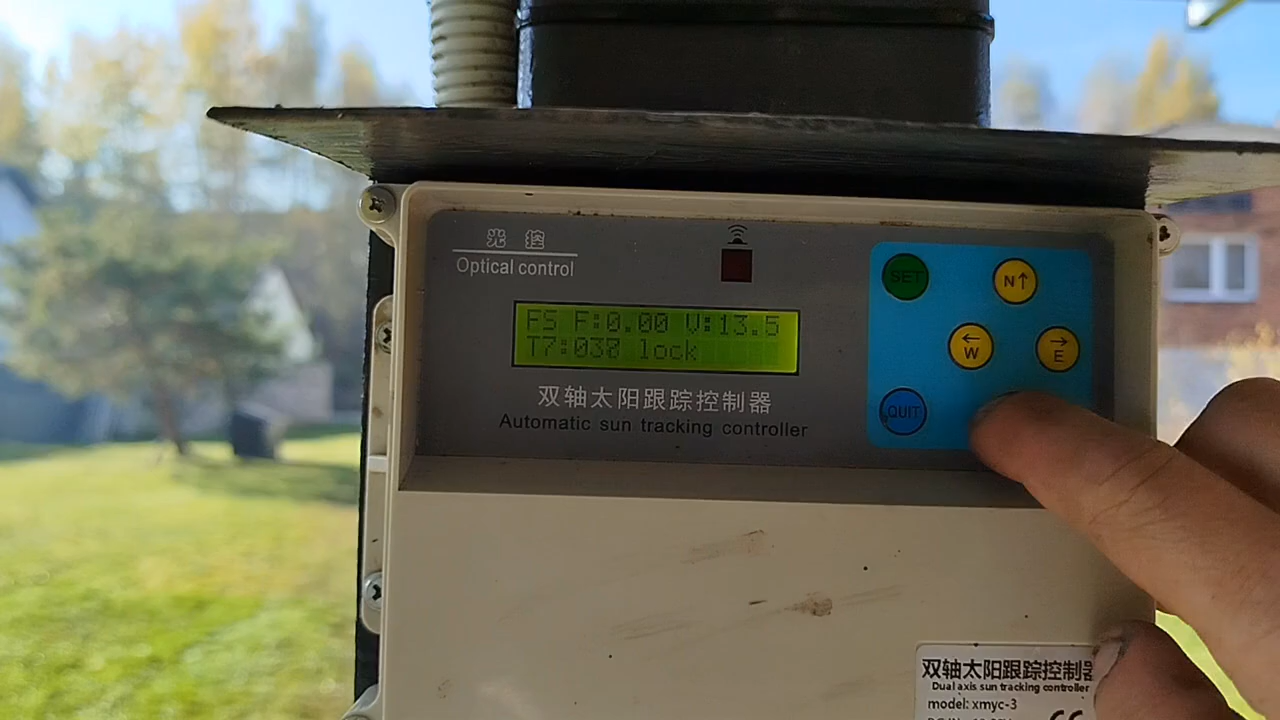 光 控
Optical control
F5 F:0.00 V:13.5
lock
双轴太阳跟踪控制器
Automatic sun tracking controller
SET
N↑
←
W
→
E
QUIT
双轴太阳跟踪控制器
Dual axis sun tracking controller
model: xmyc-3
CE